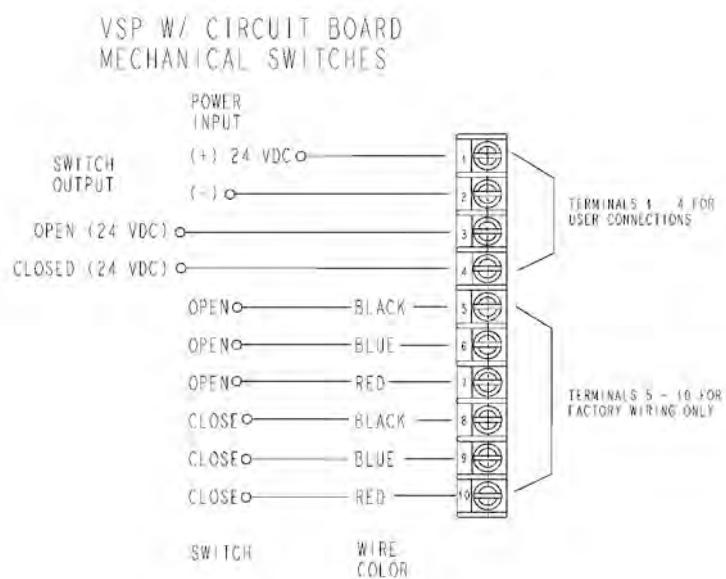 VSP W/ CIRCUIT BOARD
MECHANICAL SWITCHES
POWER
INPUT
SWITCH
OUTPUT
(+) 24 VDC 1
(-) 2
OPEN (24 VDC) 3
CLOSED (24 VDC) 4
TERMINALS 1 - 4 FOR
USER CONNECTIONS
OPEN BLACK 5
OPEN BLUE 6
OPEN RED 7
CLOSE BLACK 8
CLOSE BLUE 9
CLOSE RED 10
TERMINALS 5 - 10 FOR
FACTORY WIRING ONLY
SWITCH
WIRE
COLOR